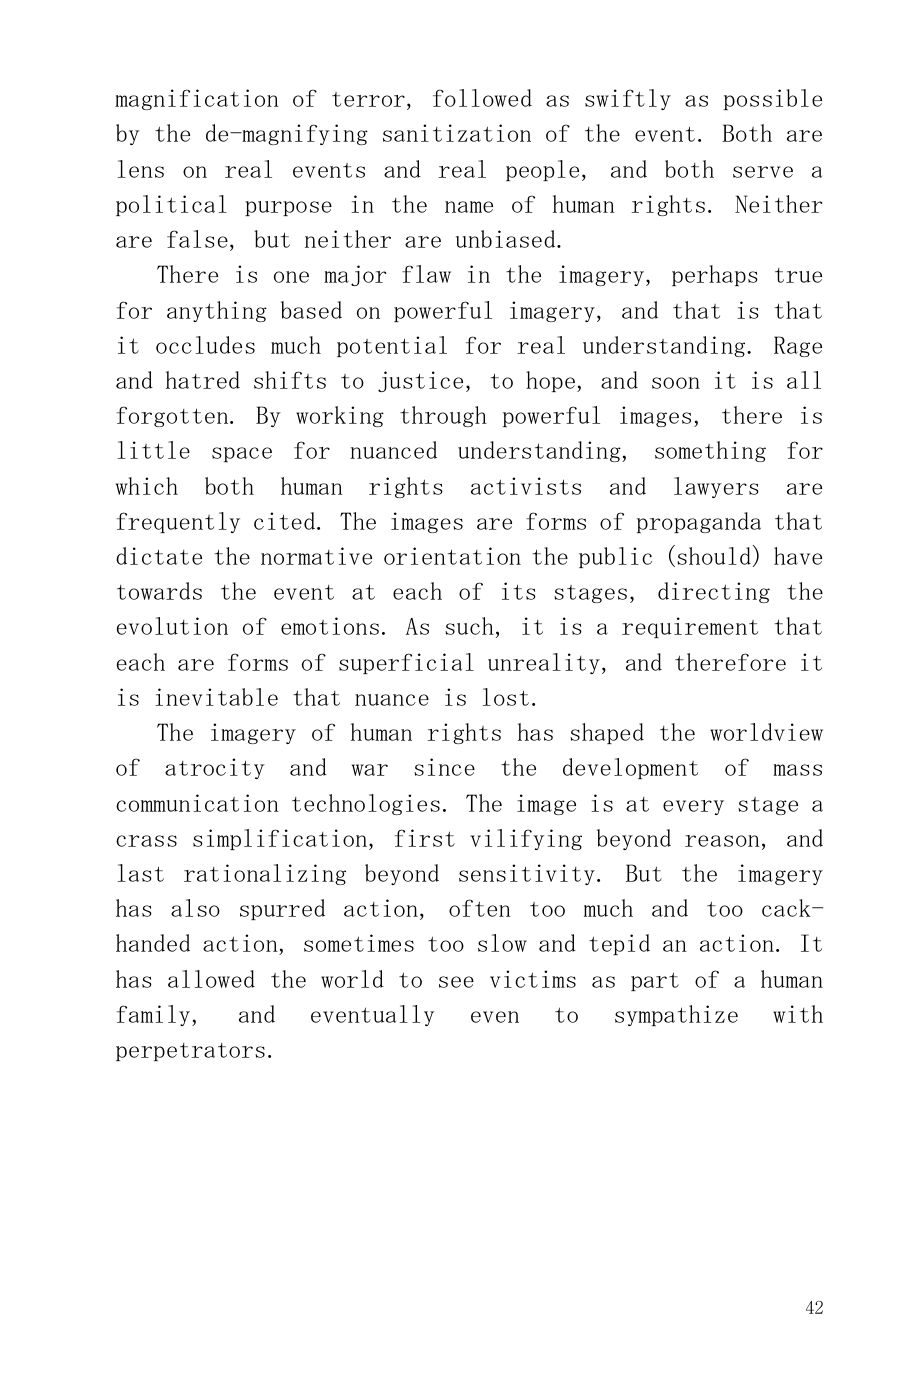 magnification of terror, followed as swiftly as possible
by the de-magnifying sanitization of the event. Both are
lens on real events and real people, and both serve a
political purpose in the name of human rights. Neither
are false, but neither are unbiased.
There is one major flaw in the imagery, perhaps true
for anything based on powerful imagery, and that is that
it occludes much potential for real understanding. Rage
and hatred shifts to justice, to hope, and soon it is all
forgotten. By working through powerful images, there is
little space for nuanced understanding, something for
which both human rights activists and lawyers are
frequently cited. The images are forms of propaganda that
dictate the normative orientation the public (should) have
towards the event at each of its stages, directing the
evolution of emotions. As such, it is a requirement that
each are forms of superficial unreality, and therefore it
is inevitable that nuance is lost.
The imagery of human rights has shaped the worldview
of atrocity and war since the development of mass
communication technologies. The image is at every stage a
crass simplification, first vilifying beyond reason, and
last rationalizing beyond sensitivity. But the imagery
has also spurred action, often too much and too cack-
handed action, sometimes too slow and tepid an action. It
has allowed the world to see victims as part of a human
family, and eventually even to sympathize with
perpetrators.
42